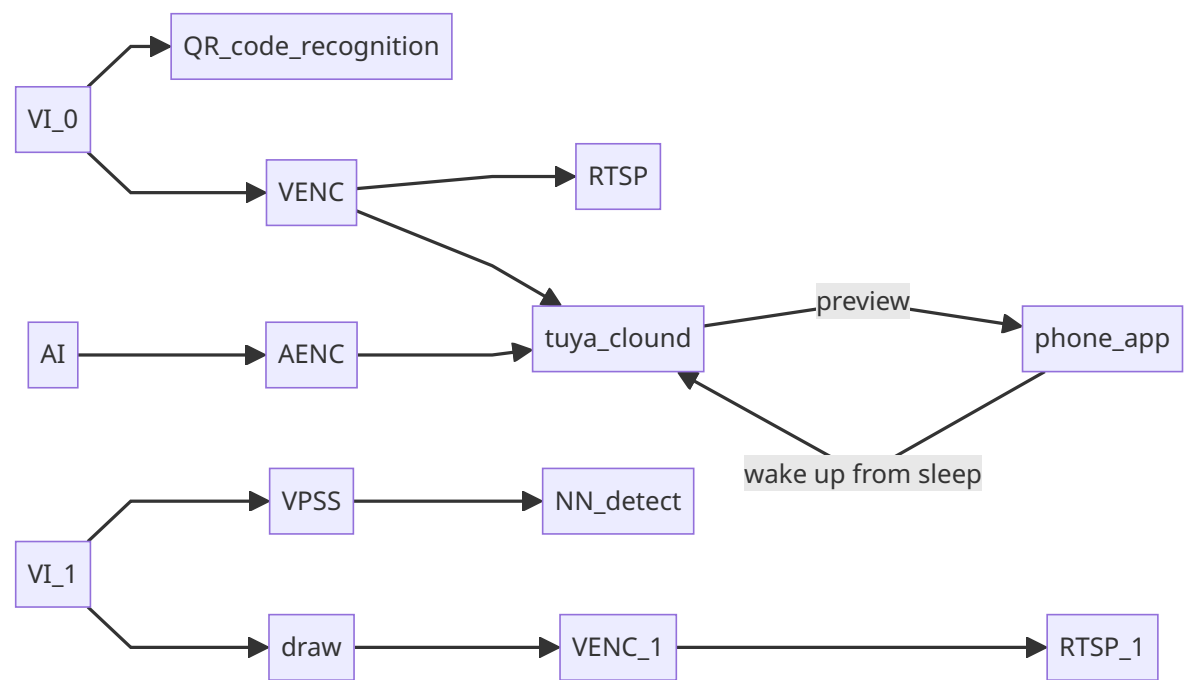 QR_code_recognition
VI_0
RTSP
VENC
preview
tuya_clound
phone_app
AI
AENC
wake up from sleep
VPSS
NN_detect
VI_1
draw
VENC_1
RTSP_1